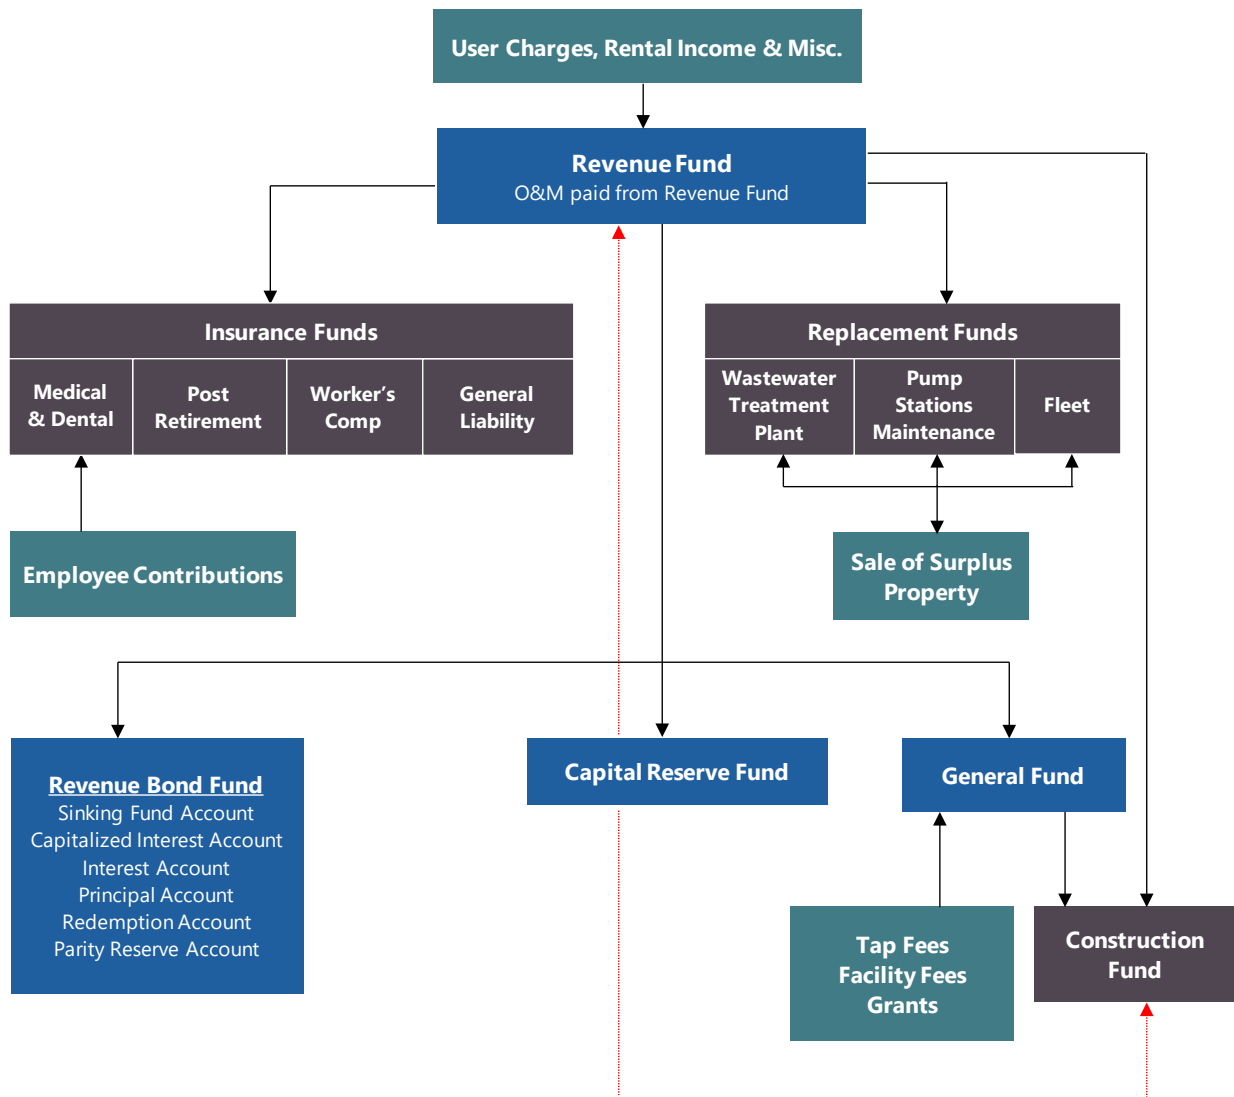 User Charges, Rental Income & Misc.
Revenue Fund
O&M paid from Revenue Fund
Insurance Funds
Medical
& Dental
Post
Retirement
Worker’s
Comp
General
Liability
Replacement Funds
Wastewater
Treatment
Plant
Pump
Stations
Maintenance
Fleet
Employee Contributions
Sale of Surplus
Property
Revenue Bond Fund
Sinking Fund Account
Capitalized Interest Account
Interest Account
Principal Account
Redemption Account
Parity Reserve Account
Capital Reserve Fund
General Fund
Tap Fees
Facility Fees
Grants
Construction
Fund